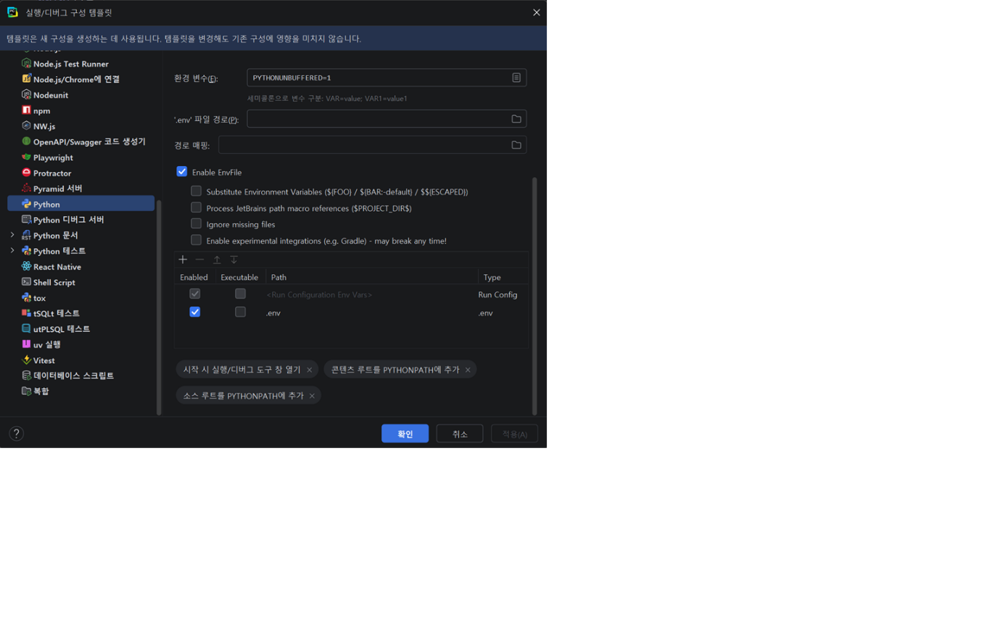 실행/디버그 구성 템플릿
템플릿은 새 구성을 생성하는 데 사용됩니다. 템플릿을 변경해도 기존 구성에 영향을 미치지 않습니다.
Node.js Test Runner
Node.js/Chrome에 연결
Nodeunit
npm
NW.js
OpenAPI/Swagger 코드 생성기
Playwright
Protractor
Pyramid 서버
Python
Python 디버그 서버
Python 문서
Python 테스트
React Native
Shell Script
tox
tSQLt 테스트
utPLSQL 테스트
uv 실행
Vitest
데이터베이스 스크립트
복합
환경 변수(E): PYTHONUNBUFFERED=1
세미콜론으로 변수 구분: VAR=value; VAR1=value1
'.env' 파일 경로(P):
경로 매핑:
Enable EnvFile
Substitute Environment Variables (${FOO} / ${BAR:-default} / $${ESCAPED})
Process JetBrains path macro references ($PROJECT_DIR$)
Ignore missing files
Enable experimental integrations (e.g. Gradle) - may break any time!
Enabled Executable Path Type
<Run Configuration Env Vars> Run Config
.env .env
시작 시 실행/디버그 도구 창 열기 × 콘텐츠 루트를 PYTHONPATH에 추가 ×
소스 루트를 PYTHONPATH에 추가 ×
? 확인 취소 적용(A)